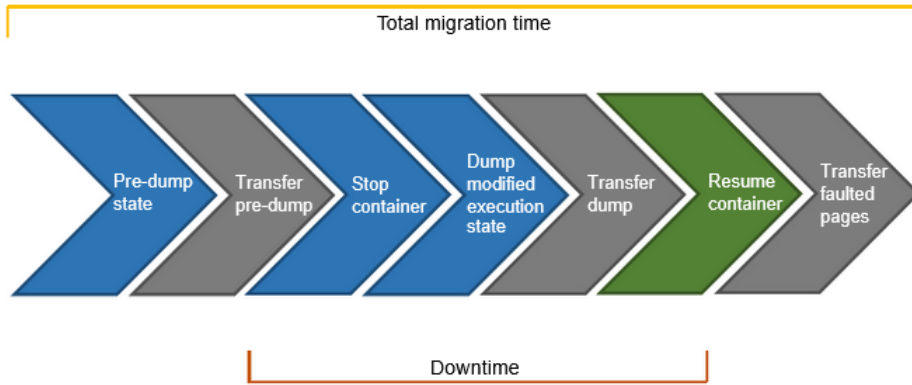 Total migration time
Pre-dump
state
Transfer
pre-dump
Stop
container
Dump
modified
execution
state
Transfer
dump
Resume
container
Transfer
faulted
pages
Downtime